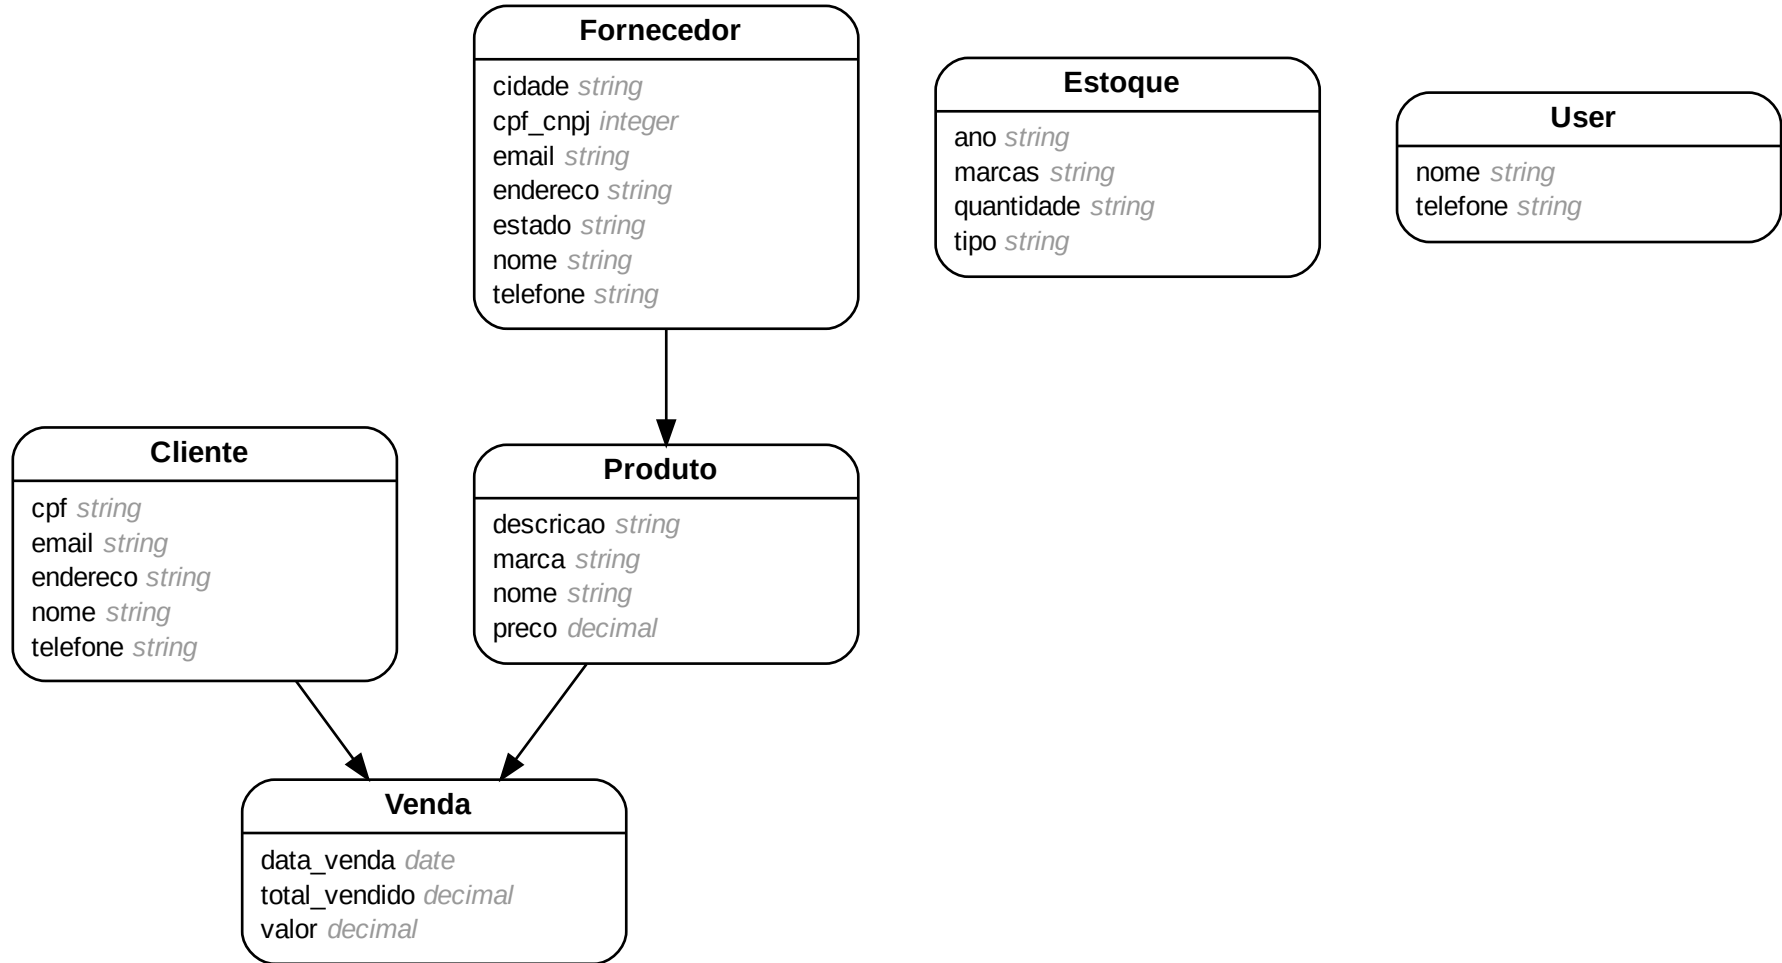 Fornecedor
cidade string
cpf_cnpj integer
email string
endereco string
estado string
nome string
telefone string
Estoque
ano string
marcas string
quantidade string
tipo string
User
nome string
telefone string
Cliente
cpf string
email string
endereco string
nome string
telefone string
Produto
descricao string
marca string
nome string
preco decimal
Venda
data_venda date
total_vendido decimal
valor decimal